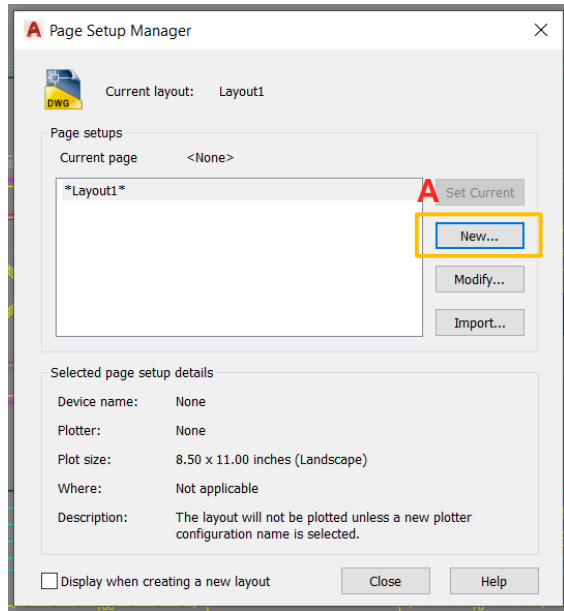 A Page Setup Manager
DWG
Current layout: Layout1
Page setups
Current page <None>
*Layout1*
A
Set Current
New...
Modify...
Import...
Selected page setup details
Device name: None
Plotter: None
Plot size: 8.50 x 11.00 inches (Landscape)
Where: Not applicable
Description: The layout will not be plotted unless a new plotter
configuration name is selected.
Display when creating a new layout
Close
Help